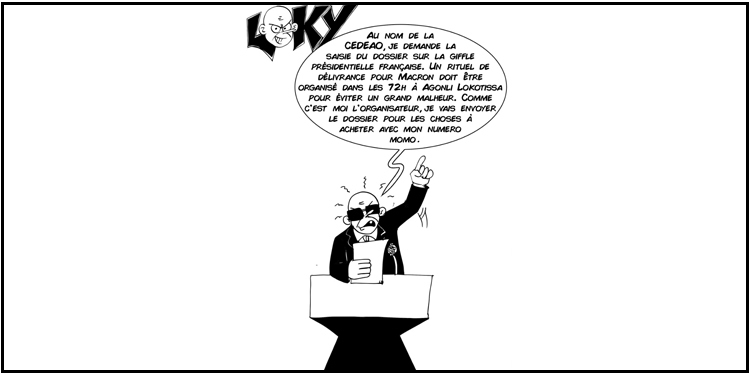 LOKY
AU NOM DE LA
CEDEAO, JE DEMANDE LA
SAISIE DU DOSSIER SUR LA GIFFLE
PRÉSIDENTIELLE FRANÇAISE. UN RITUEL DE
DÉLIVRANCE POUR MACRON DOIT ÊTRE
ORGANISÉ DANS LES 72H À AGONLI LOKOTISSA
POUR ÉVITER UN GRAND MALHEUR. COMME
C'EST MOI L'ORGANISATEUR, JE VAIS ENVOYER
LE DOSSIER POUR LES CHOSES À
ACHETER AVEC MON NUMERO
MOMO.